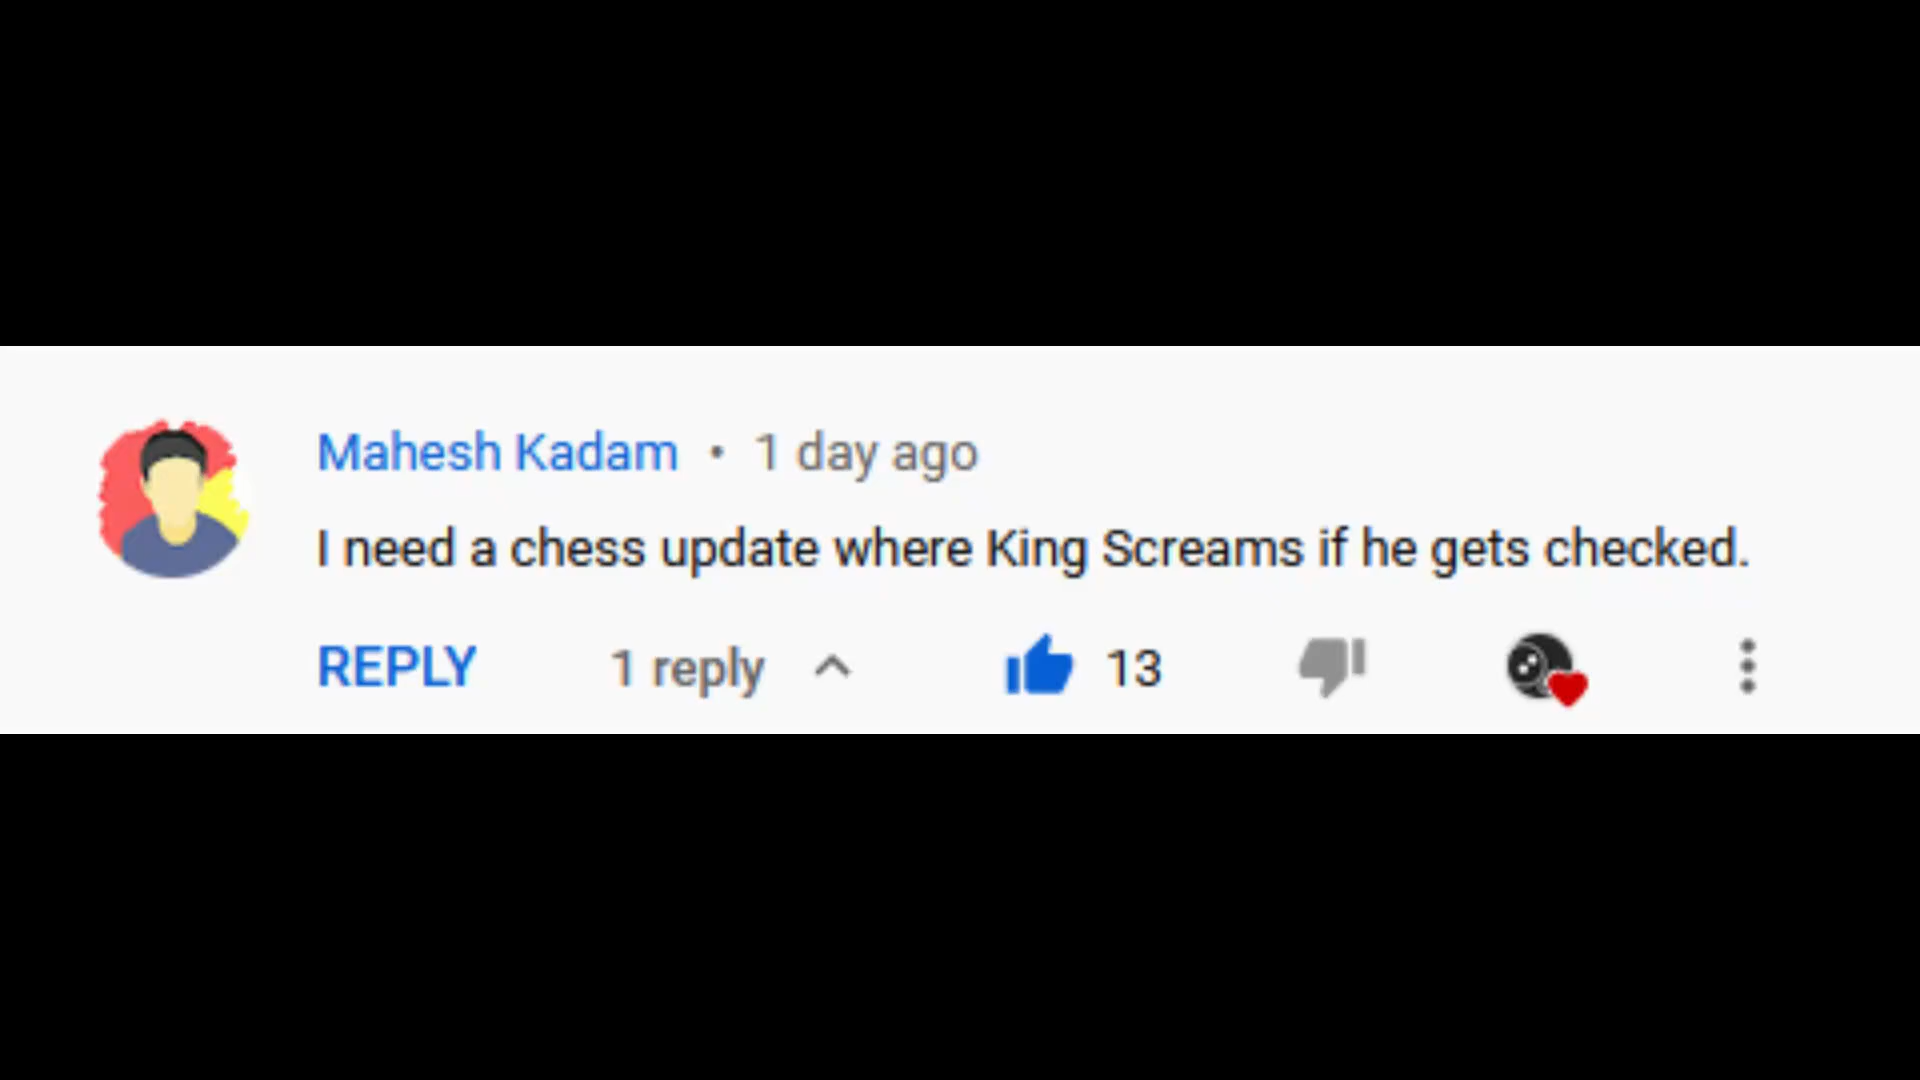 Mahesh Kadam • 1 day ago
I need a chess update where King Screams if he gets checked.
REPLY 1 reply 13